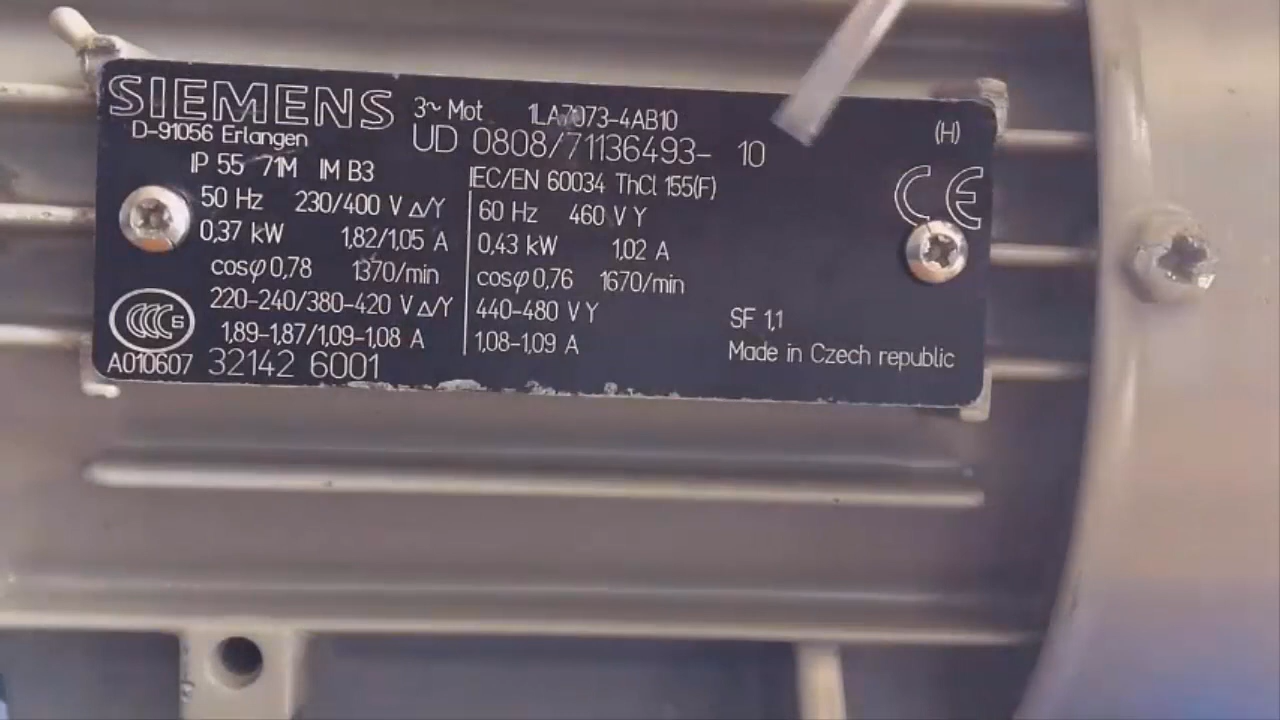 SIEMENS 3~ Mot 1LA7073-4AB10
D-91056 Erlangen UD 0808/71136493- 10 (H)
IP 55 71M IM B3 IEC/EN 60034 ThCl 155(F)
50 Hz 230/400 V Δ/Y 60 Hz 460 V Y CE
0,37 kW 1,82/1,05 A 0,43 kW 1,02 A
cosφ 0,78 1370/min cosφ 0,76 1670/min
220-240/380-420 V Δ/Y 440-480 V Y SF 1,1
CCC S 1,89-1,87/1,09-1,08 A 1,08-1,09 A Made in Czech republic
A010607 32142 6001